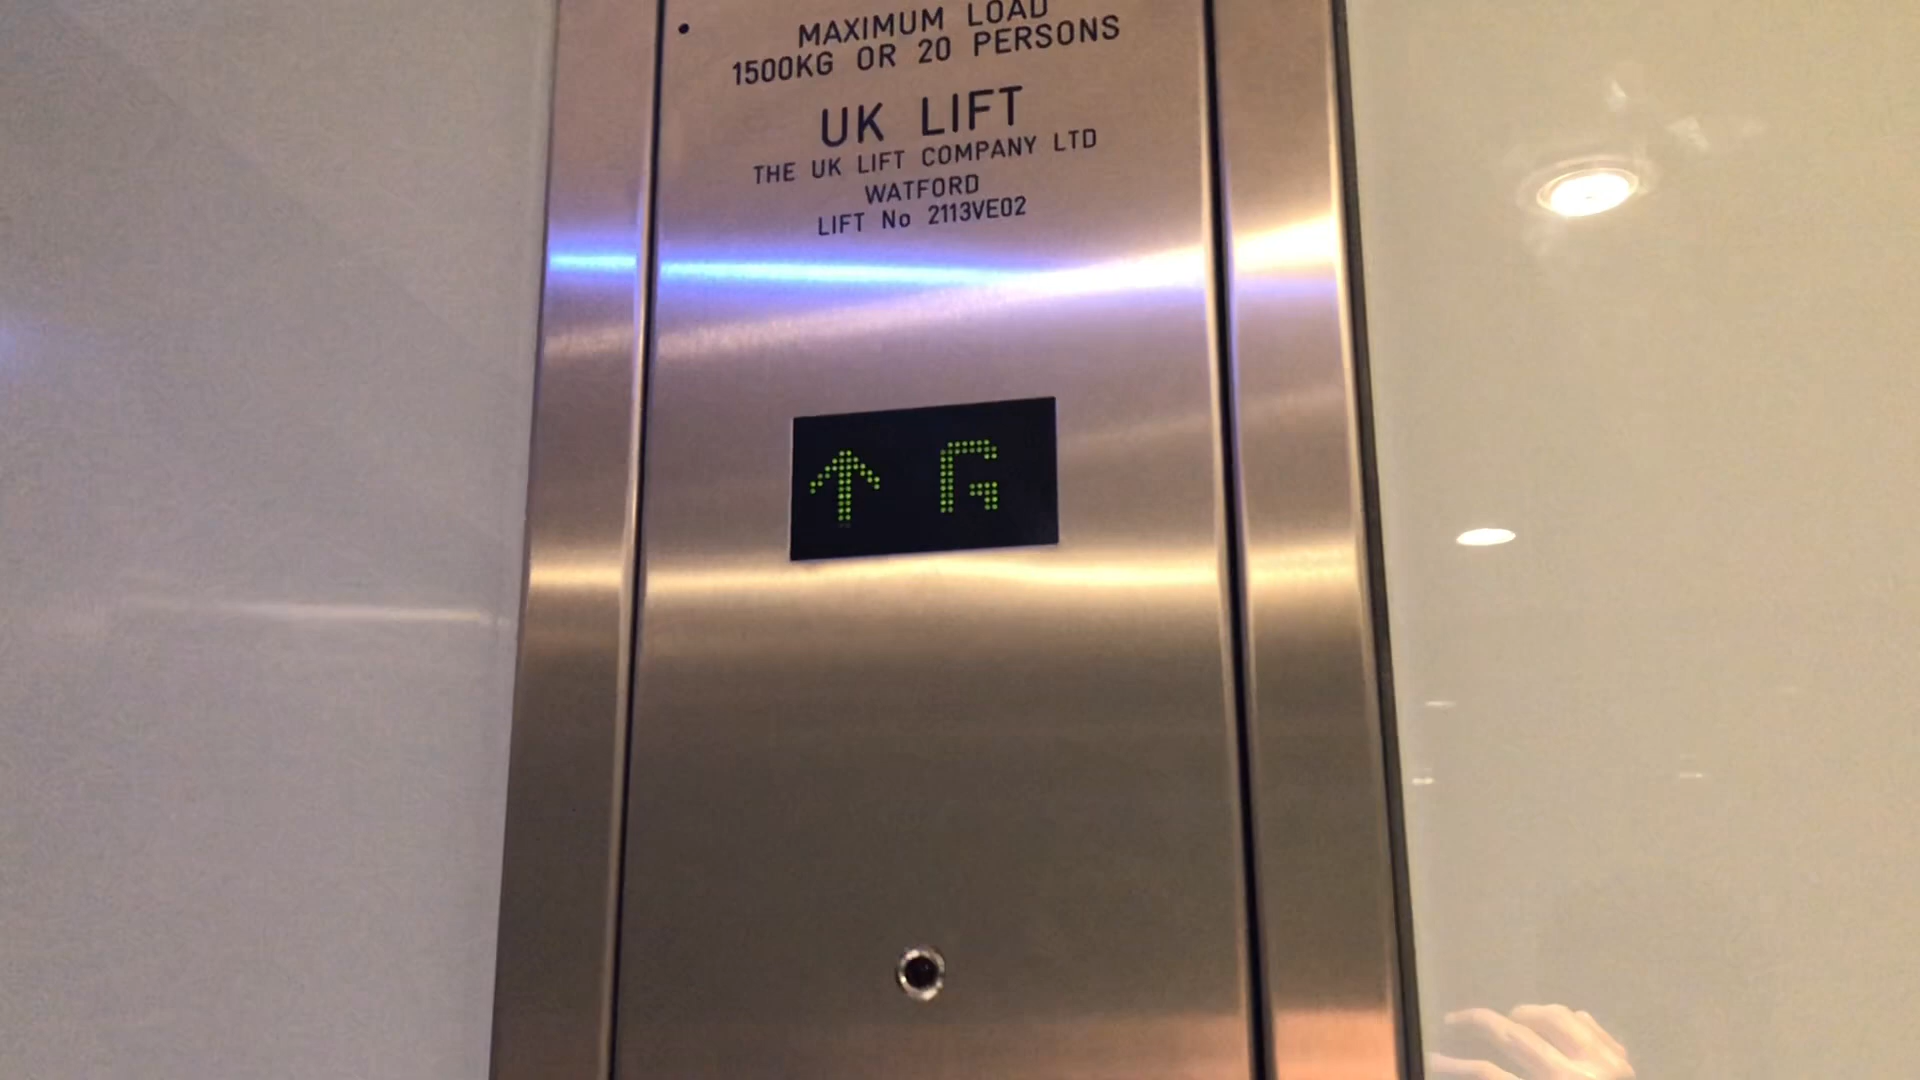 MAXIMUM LOAD
1500KG OR 20 PERSONS
UK LIFT
THE UK LIFT COMPANY LTD
WATFORD
LIFT No 2113VE02
↑ G